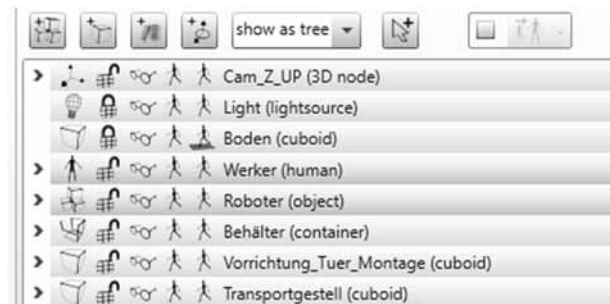 show as tree
Cam_Z_UP (3D node)
Light (lightsource)
Boden (cuboid)
Werker (human)
Roboter (object)
Behälter (container)
Vorrichtung_Tuer_Montage (cuboid)
Transportgestell (cuboid)